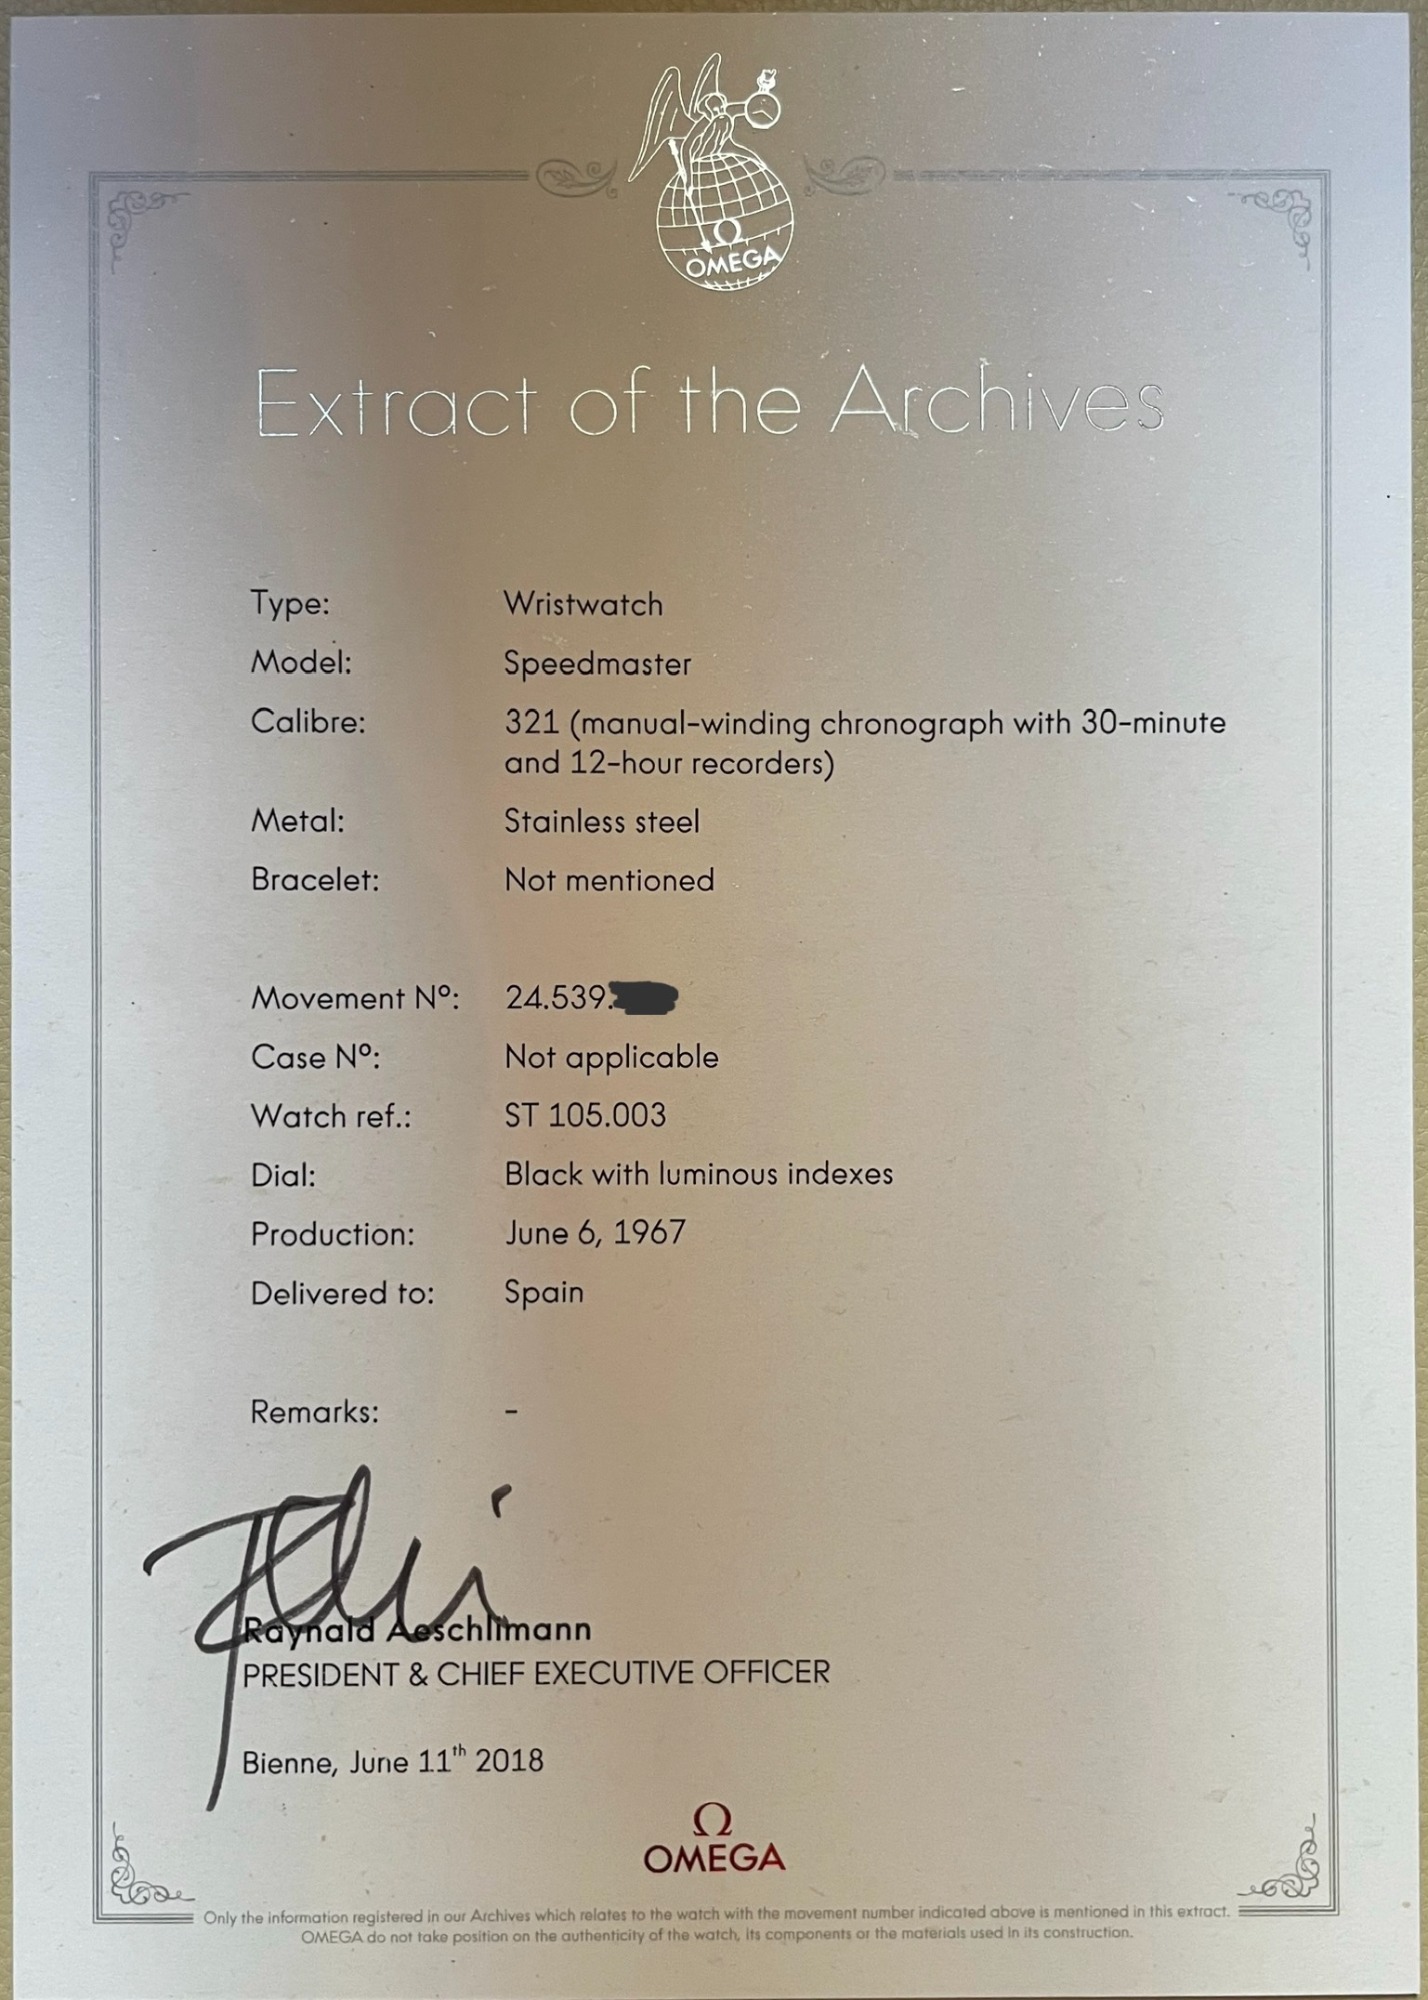 Ω
OMEGA
Extract of the Archives
Type: Wristwatch
Model: Speedmaster
Calibre: 321 (manual-winding chronograph with 30-minute
and 12-hour recorders)
Metal: Stainless steel
Bracelet: Not mentioned
Movement Nº: 24.539.
Case Nº: Not applicable
Watch ref.: ST 105.003
Dial: Black with luminous indexes
Production: June 6, 1967
Delivered to: Spain
Remarks: -
Raynald Aeschlimann
PRESIDENT & CHIEF EXECUTIVE OFFICER
Bienne, June 11th 2018
Ω
OMEGA
Only the information registered in our Archives which relates to the watch with the movement number indicated above is mentioned in this extract.
OMEGA do not take position on the authenticity of the watch, its components or the materials used in its construction.